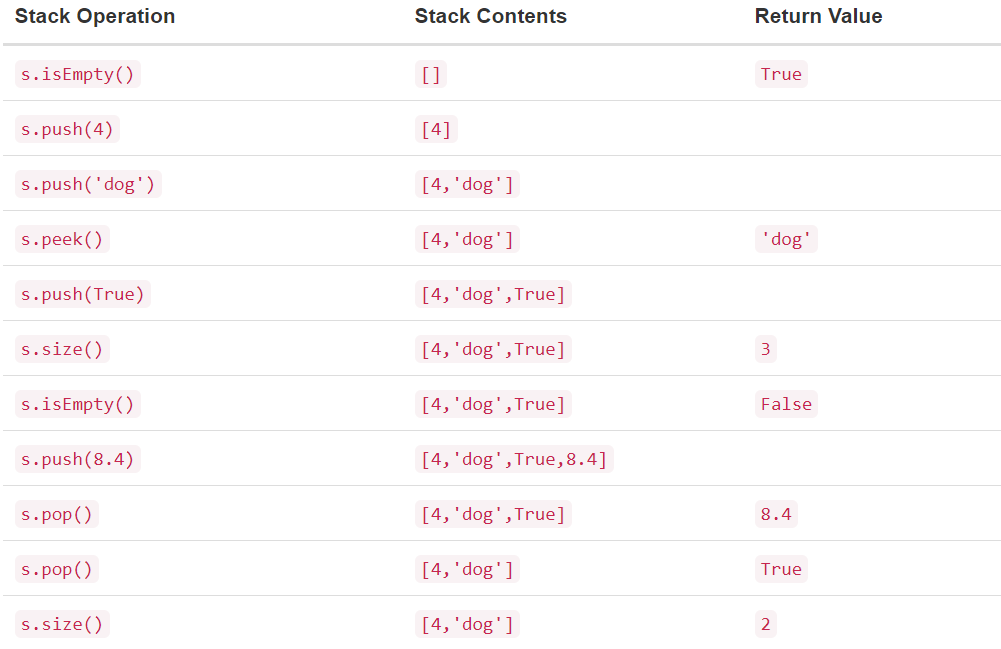 Stack Operation Stack Contents Return Value
s.isEmpty() [] True
s.push(4) [4]
s.push('dog') [4,'dog']
s.peek() [4,'dog'] 'dog'
s.push(True) [4,'dog',True]
s.size() [4,'dog',True] 3
s.isEmpty() [4,'dog',True] False
s.push(8.4) [4,'dog',True,8.4]
s.pop() [4,'dog',True] 8.4
s.pop() [4,'dog'] True
s.size() [4,'dog'] 2